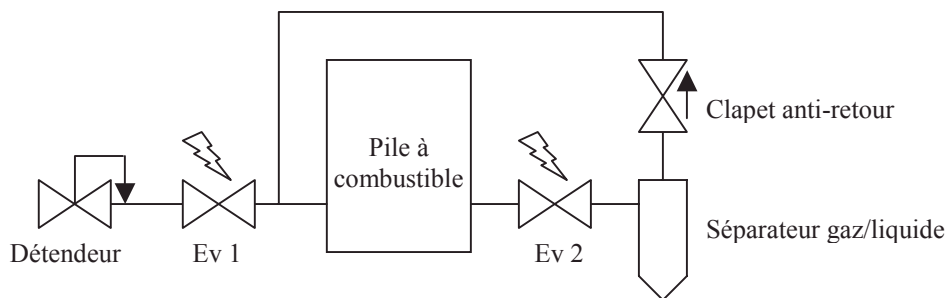 Clapet anti-retour
Pile à
combustible
Détendeur
Ev 1
Ev 2
Séparateur gaz/liquide